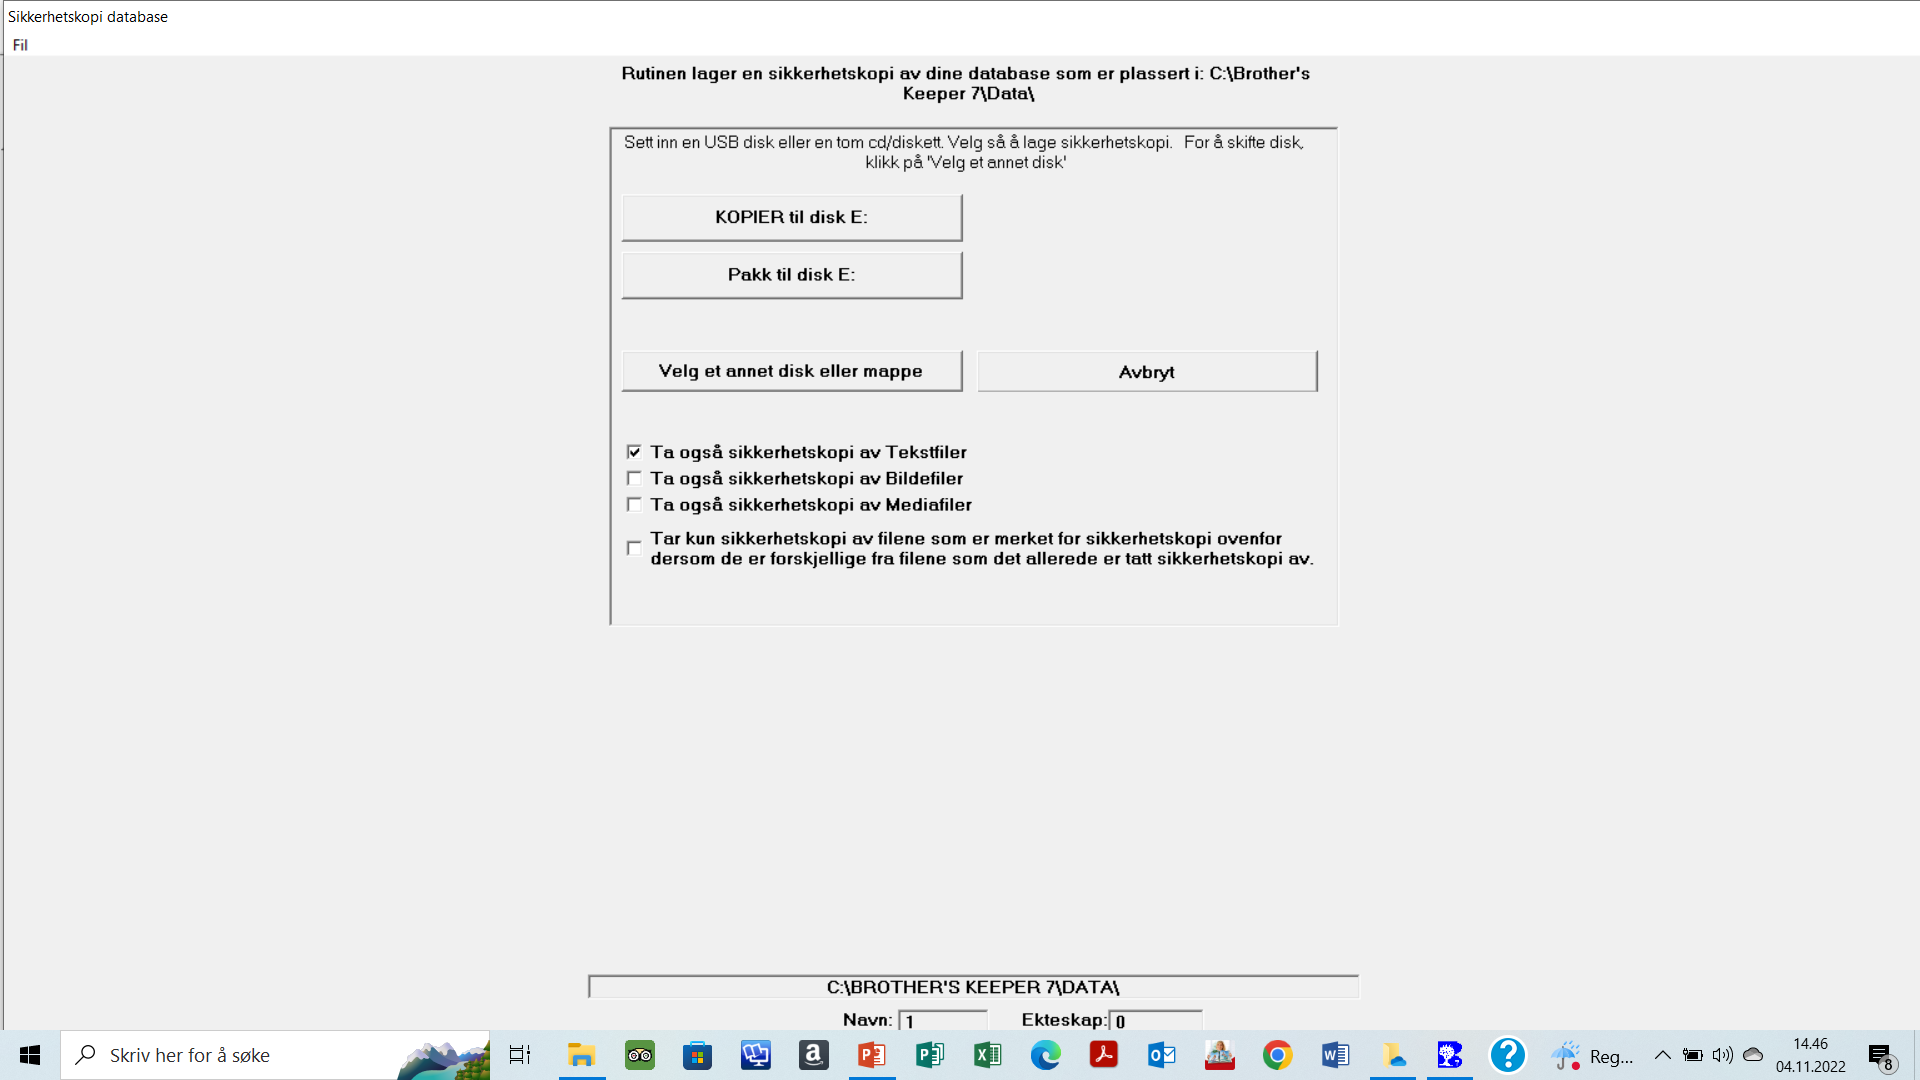 Sikkerhetskopi database
Fil
Rutinen lager en sikkerhetskopi av dine database som er plassert i: C:\Brother's
Keeper 7\Data\
Sett inn en USB disk eller en tom cd/diskett. Velg så å lage sikkerhetskopi. For å skifte disk,
klikk på 'Velg et annet disk'
KOPIER til disk E:
Pakk til disk E:
Velg et annet disk eller mappe
Avbryt
Ta også sikkerhetskopi av Tekstfiler
Ta også sikkerhetskopi av Bildefiler
Ta også sikkerhetskopi av Mediafiler
Tar kun sikkerhetskopi av filene som er merket for sikkerhetskopi ovenfor
dersom de er forskjellige fra filene som det allerede er tatt sikkerhetskopi av.
C:\BROTHER'S KEEPER 7\DATA\
Navn: 1 Ekteskap: 0
Skriv her for å søke
Reg...
14.46
04.11.2022
8